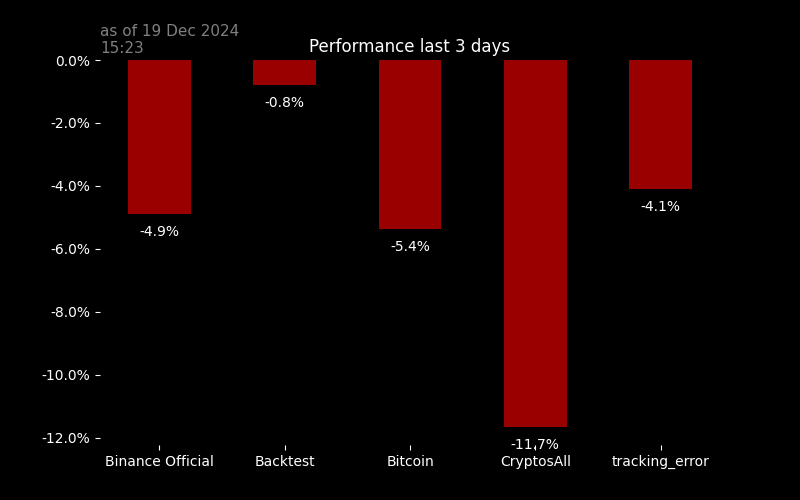 as of 19 Dec 2024
15:23
Performance last 3 days
0.0%
-2.0%
-4.0%
-6.0%
-8.0%
-10.0%
-12.0%
-4.9%
-0.8%
-5.4%
-11.7%
-4.1%
Binance Official
Backtest
Bitcoin
CryptosAll
tracking_error